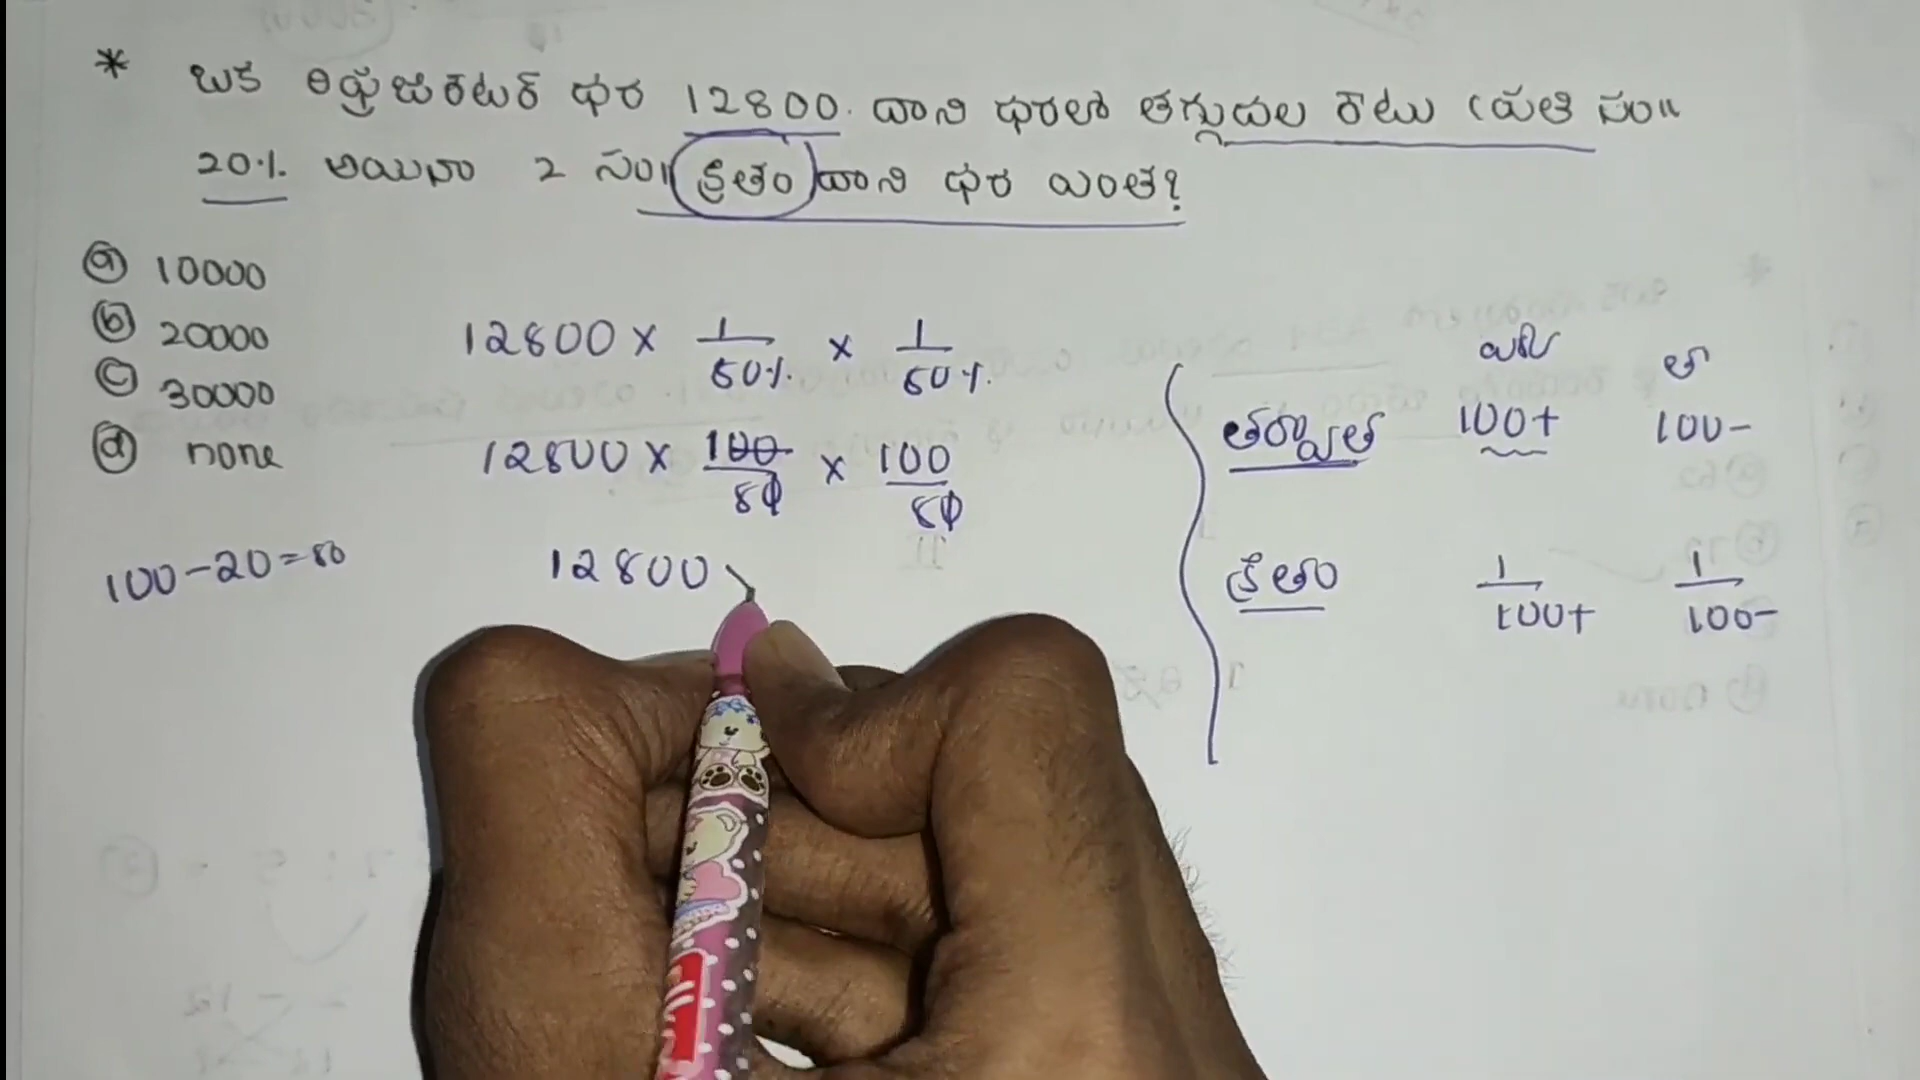 * ఒక రిఫ్రిజిరేటర్ ధర 12800. దాని ధరలో తగ్గుదల రేటు ప్రతి సం॥
20%. అయినా 2 సం॥ క్రితం దాని ధర ఎంత?
ⓐ 10000
ⓑ 20000
ⓒ 30000
ⓓ none
12800 × 1/80% × 1/80%
12800 × 100/80 × 100/80
100-20=80
12800
100+ 100-
తర్వాత
క్రితం 1/100+ 1/100-